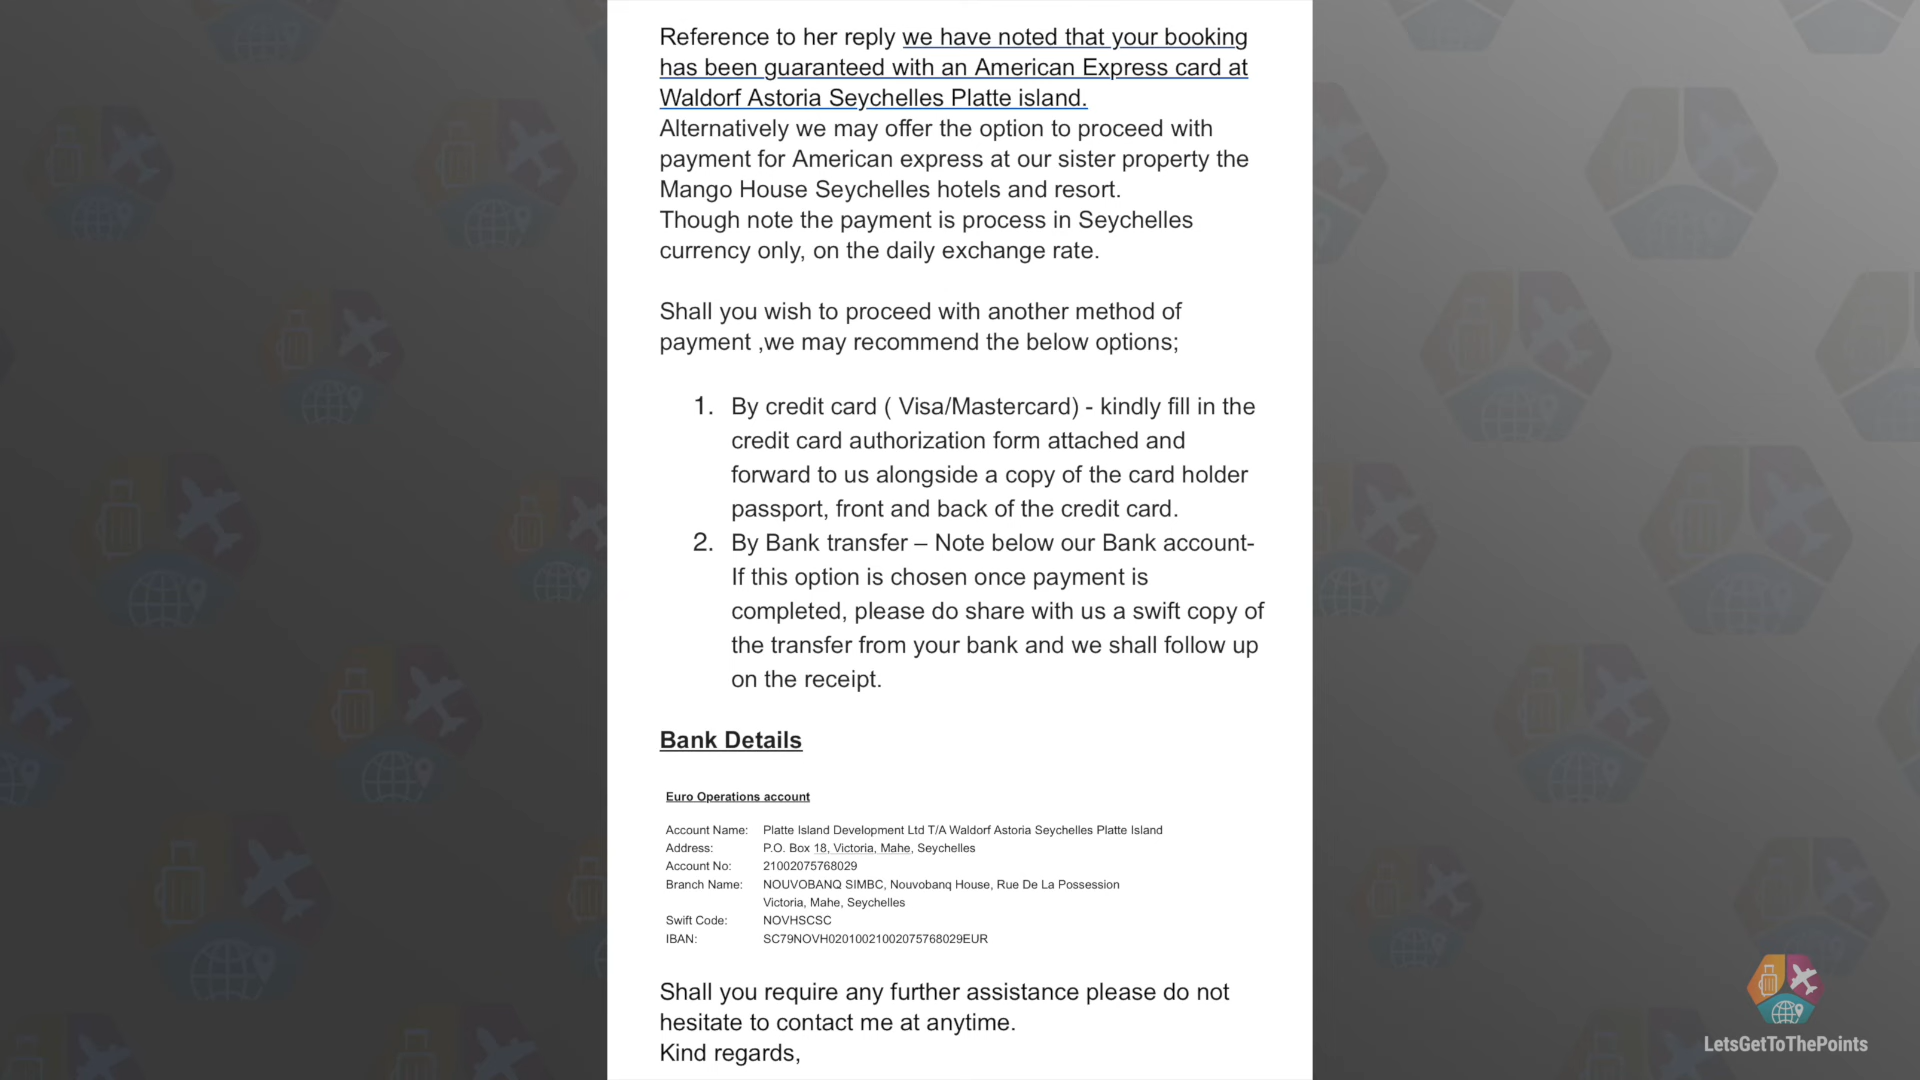 Reference to her reply we have noted that your booking
has been guaranteed with an American Express card at
Waldorf Astoria Seychelles Platte island.
Alternatively we may offer the option to proceed with
payment for American express at our sister property the
Mango House Seychelles hotels and resort.
Though note the payment is process in Seychelles
currency only, on the daily exchange rate.
Shall you wish to proceed with another method of
payment ,we may recommend the below options;
1. By credit card ( Visa/Mastercard) - kindly fill in the
credit card authorization form attached and
forward to us alongside a copy of the card holder
passport, front and back of the credit card.
2. By Bank transfer – Note below our Bank account-
If this option is chosen once payment is
completed, please do share with us a swift copy of
the transfer from your bank and we shall follow up
on the receipt.
Bank Details
Euro Operations account
Account Name: Platte Island Development Ltd T/A Waldorf Astoria Seychelles Platte Island
Address: P.O. Box 18, Victoria, Mahe, Seychelles
Account No: 21002075768029
Branch Name: NOUVOBANQ SIMBC, Nouvobanq House, Rue De La Possession
Victoria, Mahe, Seychelles
Swift Code: NOVHSCSC
IBAN: SC79NOVH02010021002075768029EUR
Shall you require any further assistance please do not
hesitate to contact me at anytime.
Kind regards,
LetsGetToThePoints